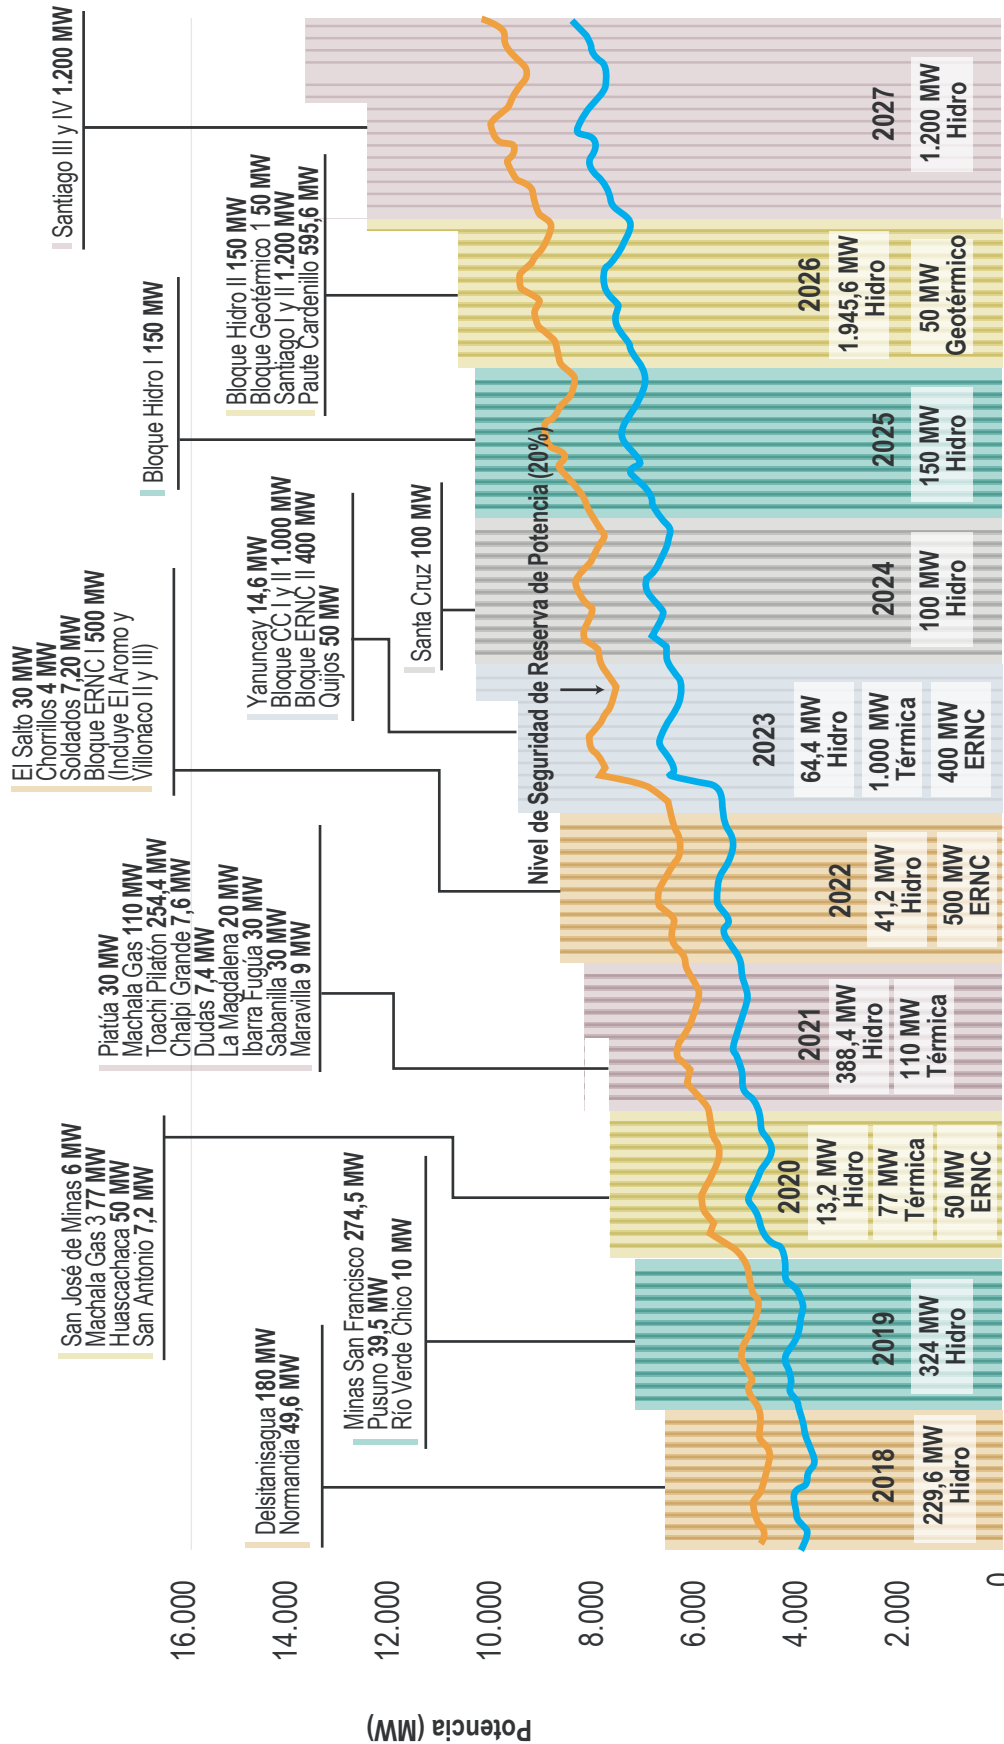 Potencia (MW)
16.000
14.000
12.000
10.000
8.000
6.000
4.000
2.000
0
Delsitanisagua 180 MW
Normandia 49,6 MW
Minas San Francisco 274,5 MW
Pusuno 39,5 MW
Río Verde Chico 10 MW
San José de Minas 6 MW
Machala Gas 3 77 MW
Huascachaca 50 MW
San Antonio 7,2 MW
Piatúa 30 MW
Machala Gas 110 MW
Toachi Pilatón 254,4 MW
Chalpi Grande 7,6 MW
Dudas 7,4 MW
La Magdalena 20 MW
Ibarra Fugúa 30 MW
Sabanilla 30 MW
Maravilla 9 MW
El Salto 30 MW
Chorrillos 4 MW
Soldados 7,20 MW
Bloque ERNC I 500 MW
(Incluye El Aromo y
Villonaco II y III)
Yanuncay 14,6 MW
Bloque CC I y II 1.000 MW
Bloque ERNC II 400 MW
Quijos 50 MW
Santa Cruz 100 MW
Bloque Hidro I 150 MW
Bloque Hidro II 150 MW
Bloque Geotérmico 1 50 MW
Santiago I y II 1.200 MW
Paute Cardenillo 595,6 MW
Santiago III y IV 1.200 MW
Nivel de Seguridad de Reserva de Potencia (20%)
2018
229,6 MW
Hidro
2019
324 MW
Hidro
2020
13,2 MW
Hidro
77 MW
Térmica
50 MW
ERNC
2021
388,4 MW
Hidro
110 MW
Térmica
2022
41,2 MW
Hidro
500 MW
ERNC
2023
64,4 MW
Hidro
1.000 MW
Térmica
400 MW
ERNC
2024
100 MW
Hidro
2025
150 MW
Hidro
2026
1.945,6 MW
Hidro
50 MW
Geotérmico
2027
1.200 MW
Hidro